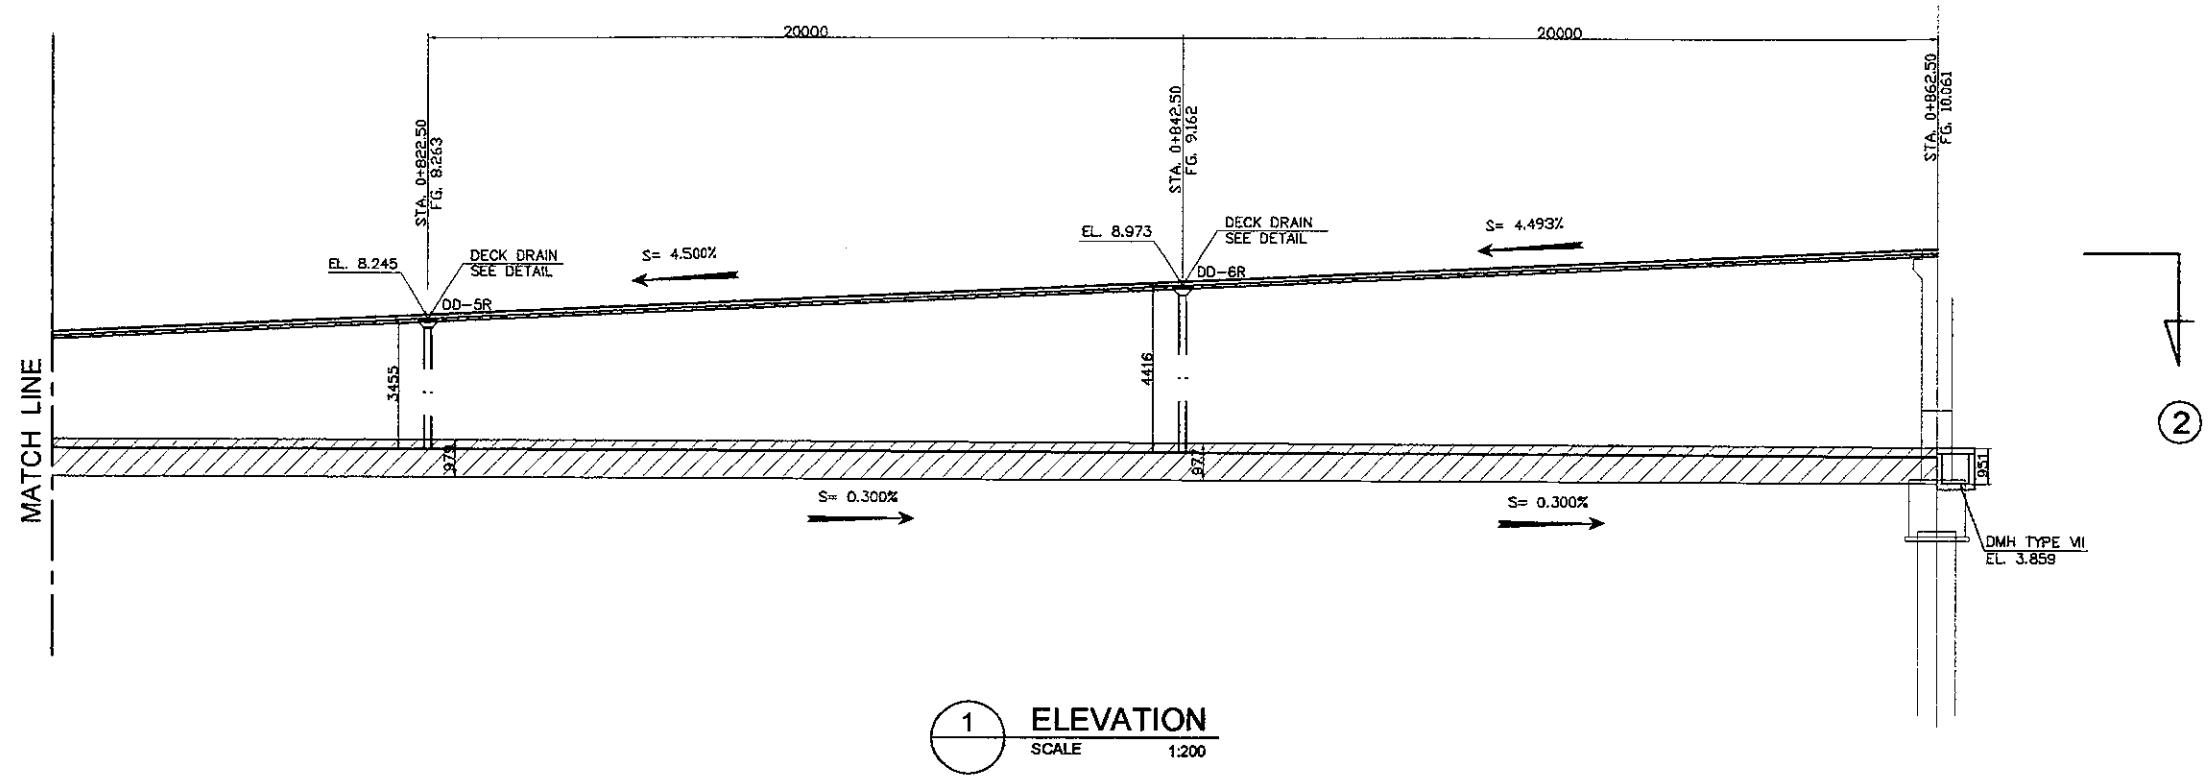 20000
20000
STA. 0+822.50
FG. 8.263
STA. 0+842.50
FG. 9.162
STA. 0+862.50
FG. 10.061
EL. 8.245
DECK DRAIN
SEE DETAIL
S= 4.500%
EL. 8.973
DECK DRAIN
SEE DETAIL
S= 4.493%
DD-5R
DD-6R
3455
4416
MATCH LINE
979
977
951
S= 0.300%
S= 0.300%
DMH TYPE VII
EL. 3.859
2
1
ELEVATION
SCALE 1:200